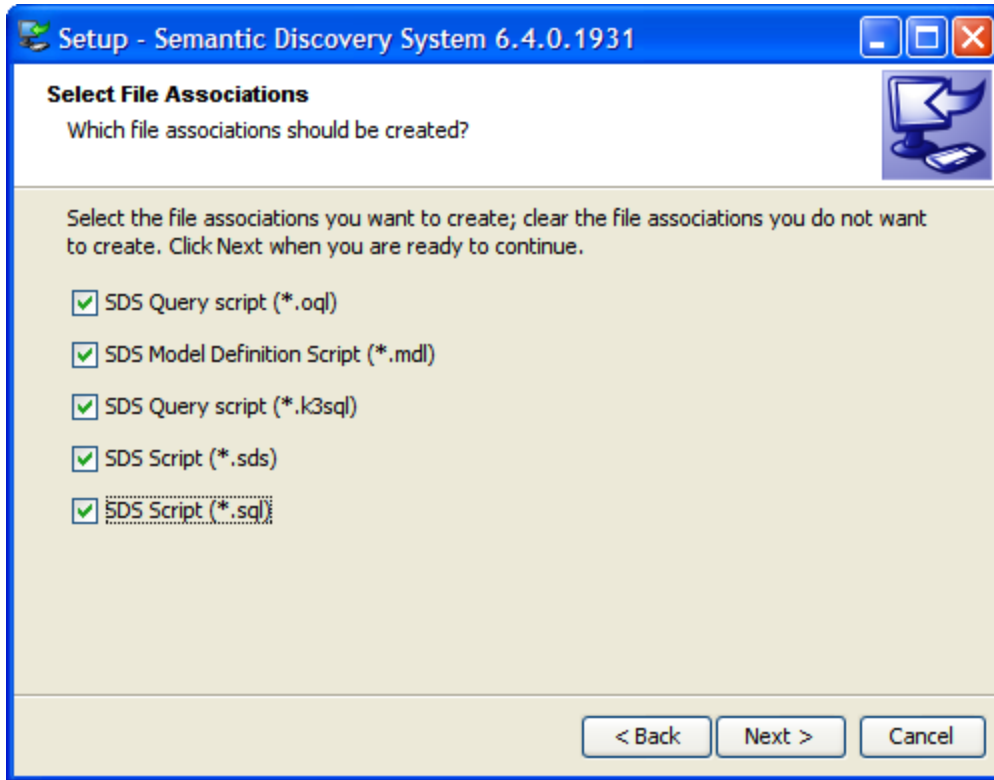 Setup - Semantic Discovery System 6.4.0.1931
Select File Associations
Which file associations should be created?
Select the file associations you want to create; clear the file associations you do not want
to create. Click Next when you are ready to continue.
SDS Query script (*.oql)
SDS Model Definition Script (*.mdl)
SDS Query script (*.k3sql)
SDS Script (*.sds)
SDS Script (*.sql)
< Back
Next >
Cancel